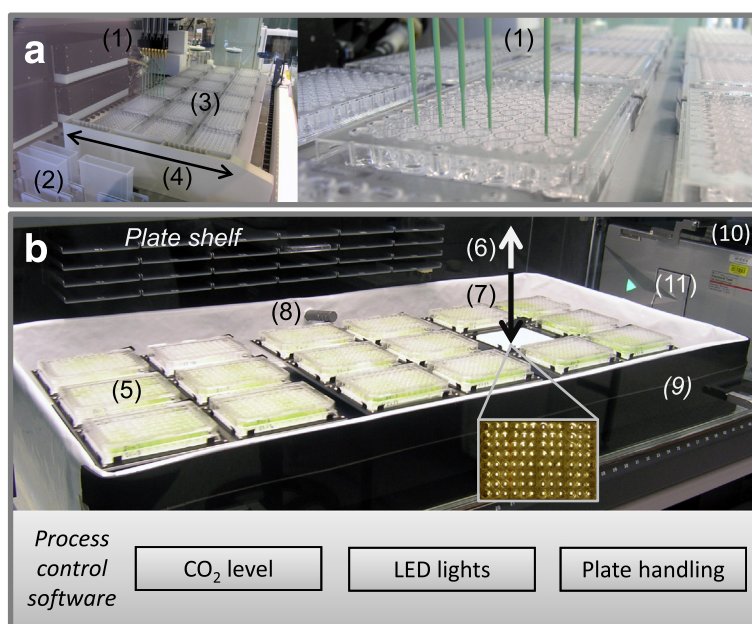 a
(1)
(1)
(3)
(2)
(4)
b
Plate shelf
(6)
(10)
(7)
(11)
(8)
(5)
(9)
Process
control
software
CO₂ level
LED lights
Plate handling